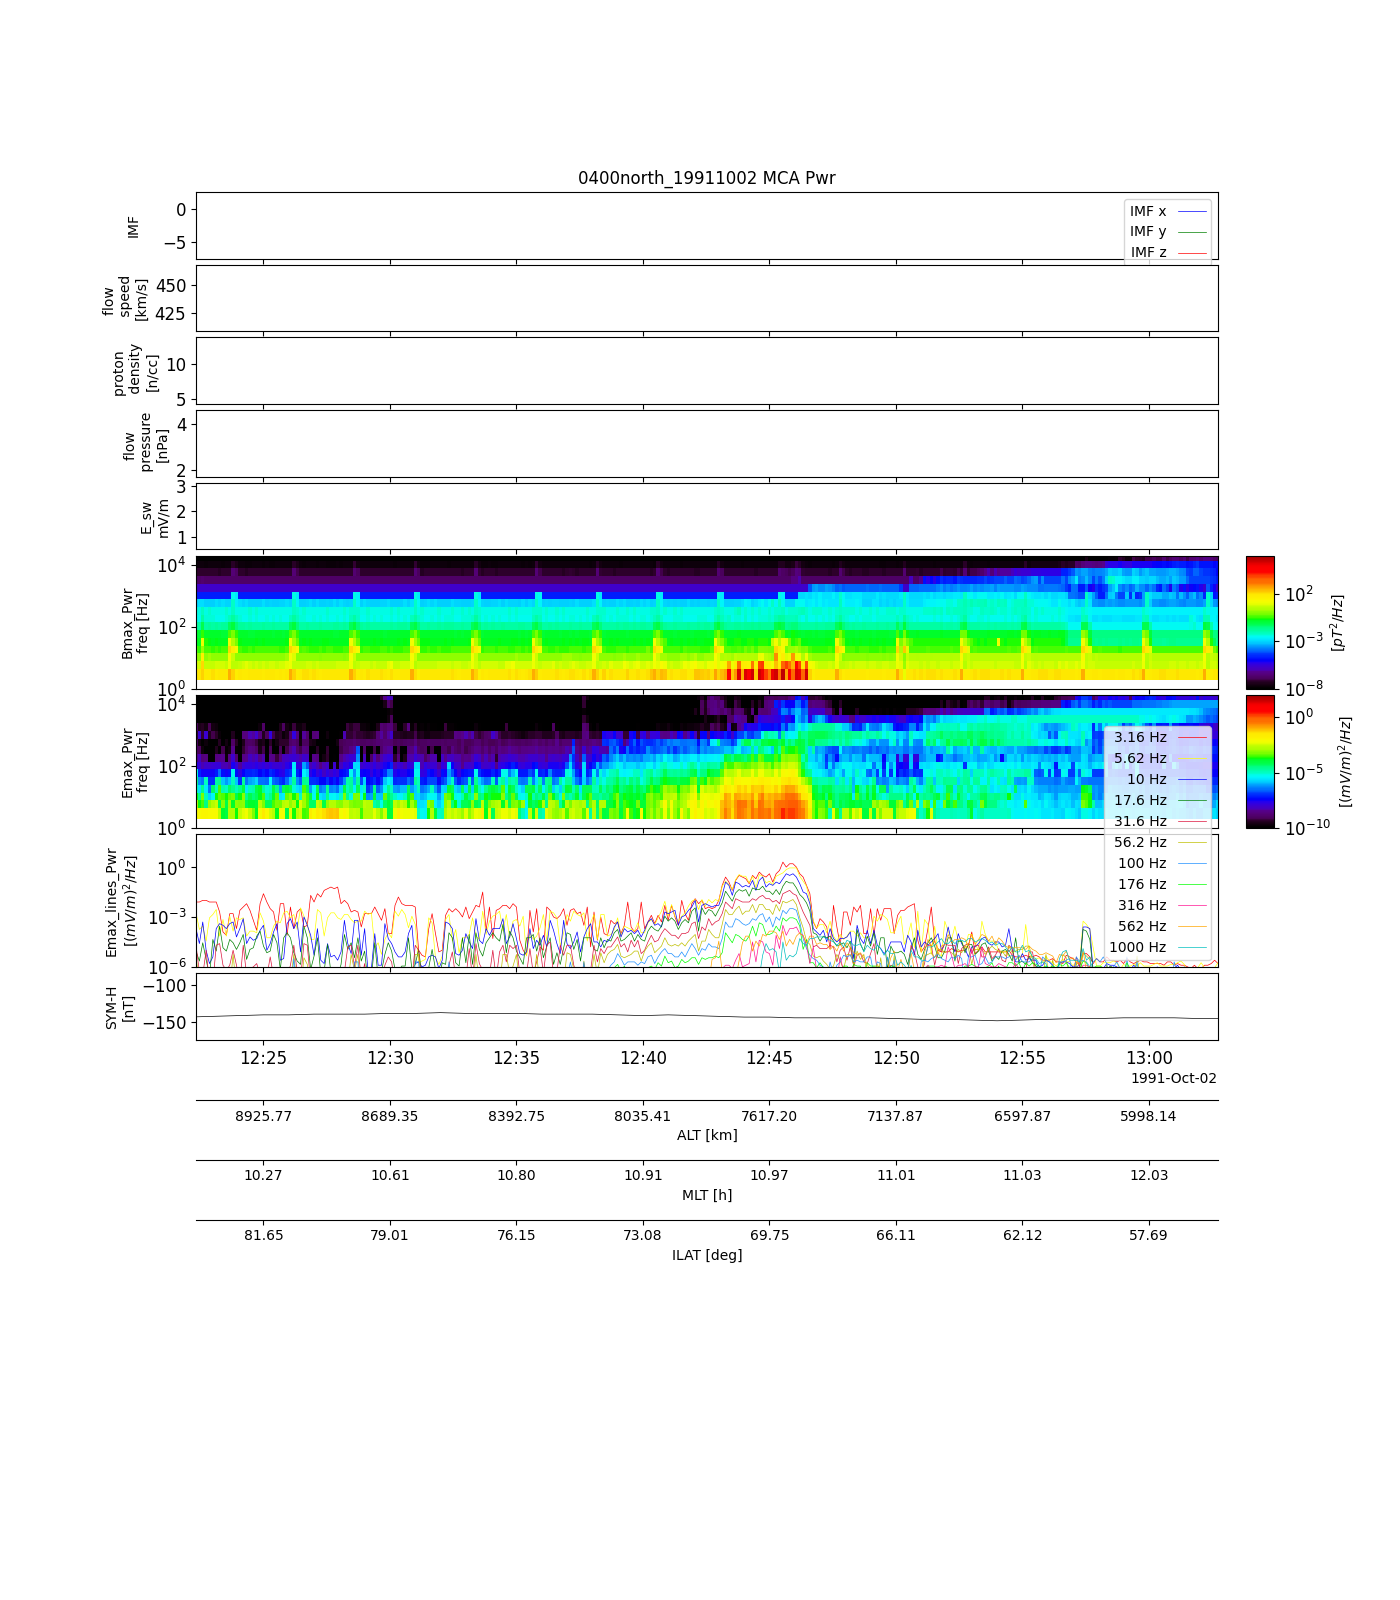 0400north_19911002 MCA Pwr
0
−5
IMF
IMF x
IMF y
IMF z
450
425
flow
speed
[km/s]
10
5
proton
density
[n/cc]
4
2
flow
pressure
[nPa]
3
2
1
E_sw
mV/m
10^4
10^2
10^0
Bmax_Pwr
freq [Hz]
10^2
10^−3
10^−8
[pT^2/Hz]
10^4
10^2
10^0
Emax_Pwr
freq [Hz]
10^0
10^−5
10^−10
[(mV/m)^2/Hz]
3.16 Hz
5.62 Hz
10 Hz
17.6 Hz
31.6 Hz
56.2 Hz
100 Hz
176 Hz
316 Hz
562 Hz
1000 Hz
10^0
10^−3
10^−6
Emax_lines_Pwr
[(mV/m)^2/Hz]
−100
−150
SYM-H
[nT]
12:25 12:30 12:35 12:40 12:45 12:50 12:55 13:00
1991-Oct-02
8925.77 8689.35 8392.75 8035.41 7617.20 7137.87 6597.87 5998.14
ALT [km]
10.27 10.61 10.80 10.91 10.97 11.01 11.03 12.03
MLT [h]
81.65 79.01 76.15 73.08 69.75 66.11 62.12 57.69
ILAT [deg]